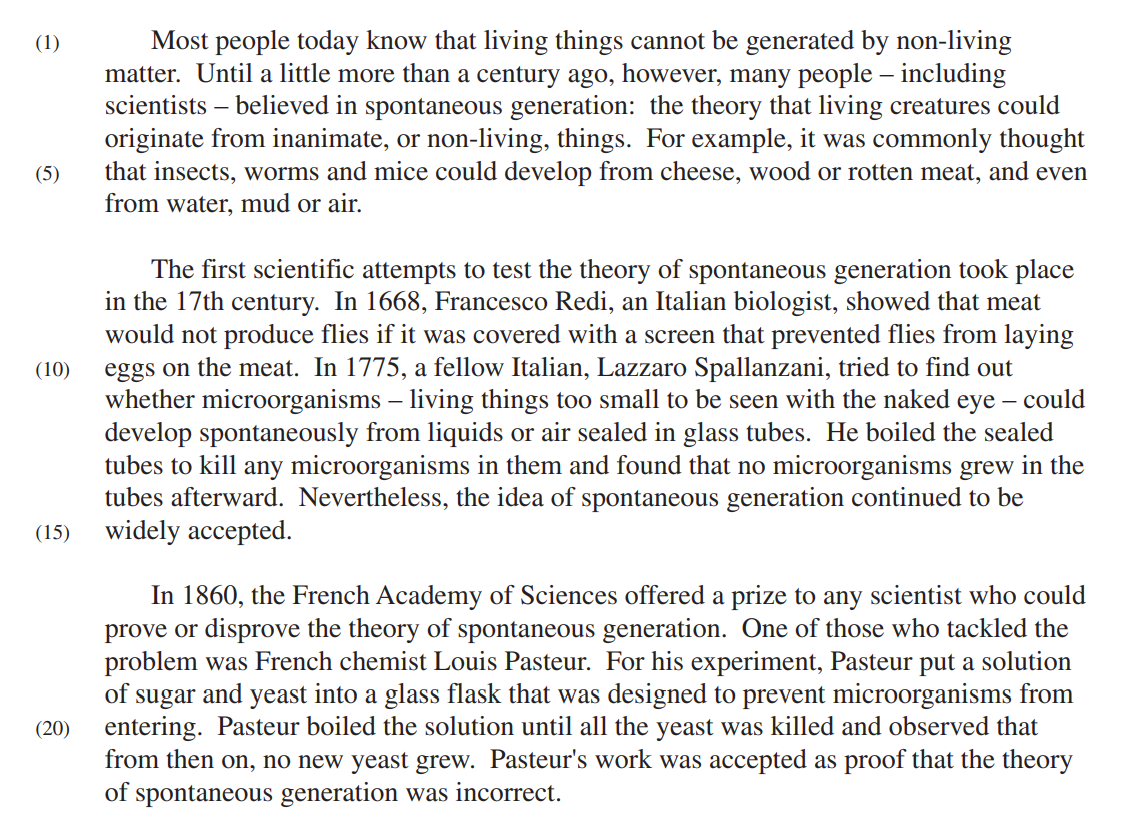 (1) Most people today know that living things cannot be generated by non-living
matter. Until a little more than a century ago, however, many people – including
scientists – believed in spontaneous generation: the theory that living creatures could
originate from inanimate, or non-living, things. For example, it was commonly thought
(5) that insects, worms and mice could develop from cheese, wood or rotten meat, and even
from water, mud or air.
The first scientific attempts to test the theory of spontaneous generation took place
in the 17th century. In 1668, Francesco Redi, an Italian biologist, showed that meat
would not produce flies if it was covered with a screen that prevented flies from laying
(10) eggs on the meat. In 1775, a fellow Italian, Lazzaro Spallanzani, tried to find out
whether microorganisms – living things too small to be seen with the naked eye – could
develop spontaneously from liquids or air sealed in glass tubes. He boiled the sealed
tubes to kill any microorganisms in them and found that no microorganisms grew in the
tubes afterward. Nevertheless, the idea of spontaneous generation continued to be
(15) widely accepted.
In 1860, the French Academy of Sciences offered a prize to any scientist who could
prove or disprove the theory of spontaneous generation. One of those who tackled the
problem was French chemist Louis Pasteur. For his experiment, Pasteur put a solution
of sugar and yeast into a glass flask that was designed to prevent microorganisms from
(20) entering. Pasteur boiled the solution until all the yeast was killed and observed that
from then on, no new yeast grew. Pasteur's work was accepted as proof that the theory
of spontaneous generation was incorrect.